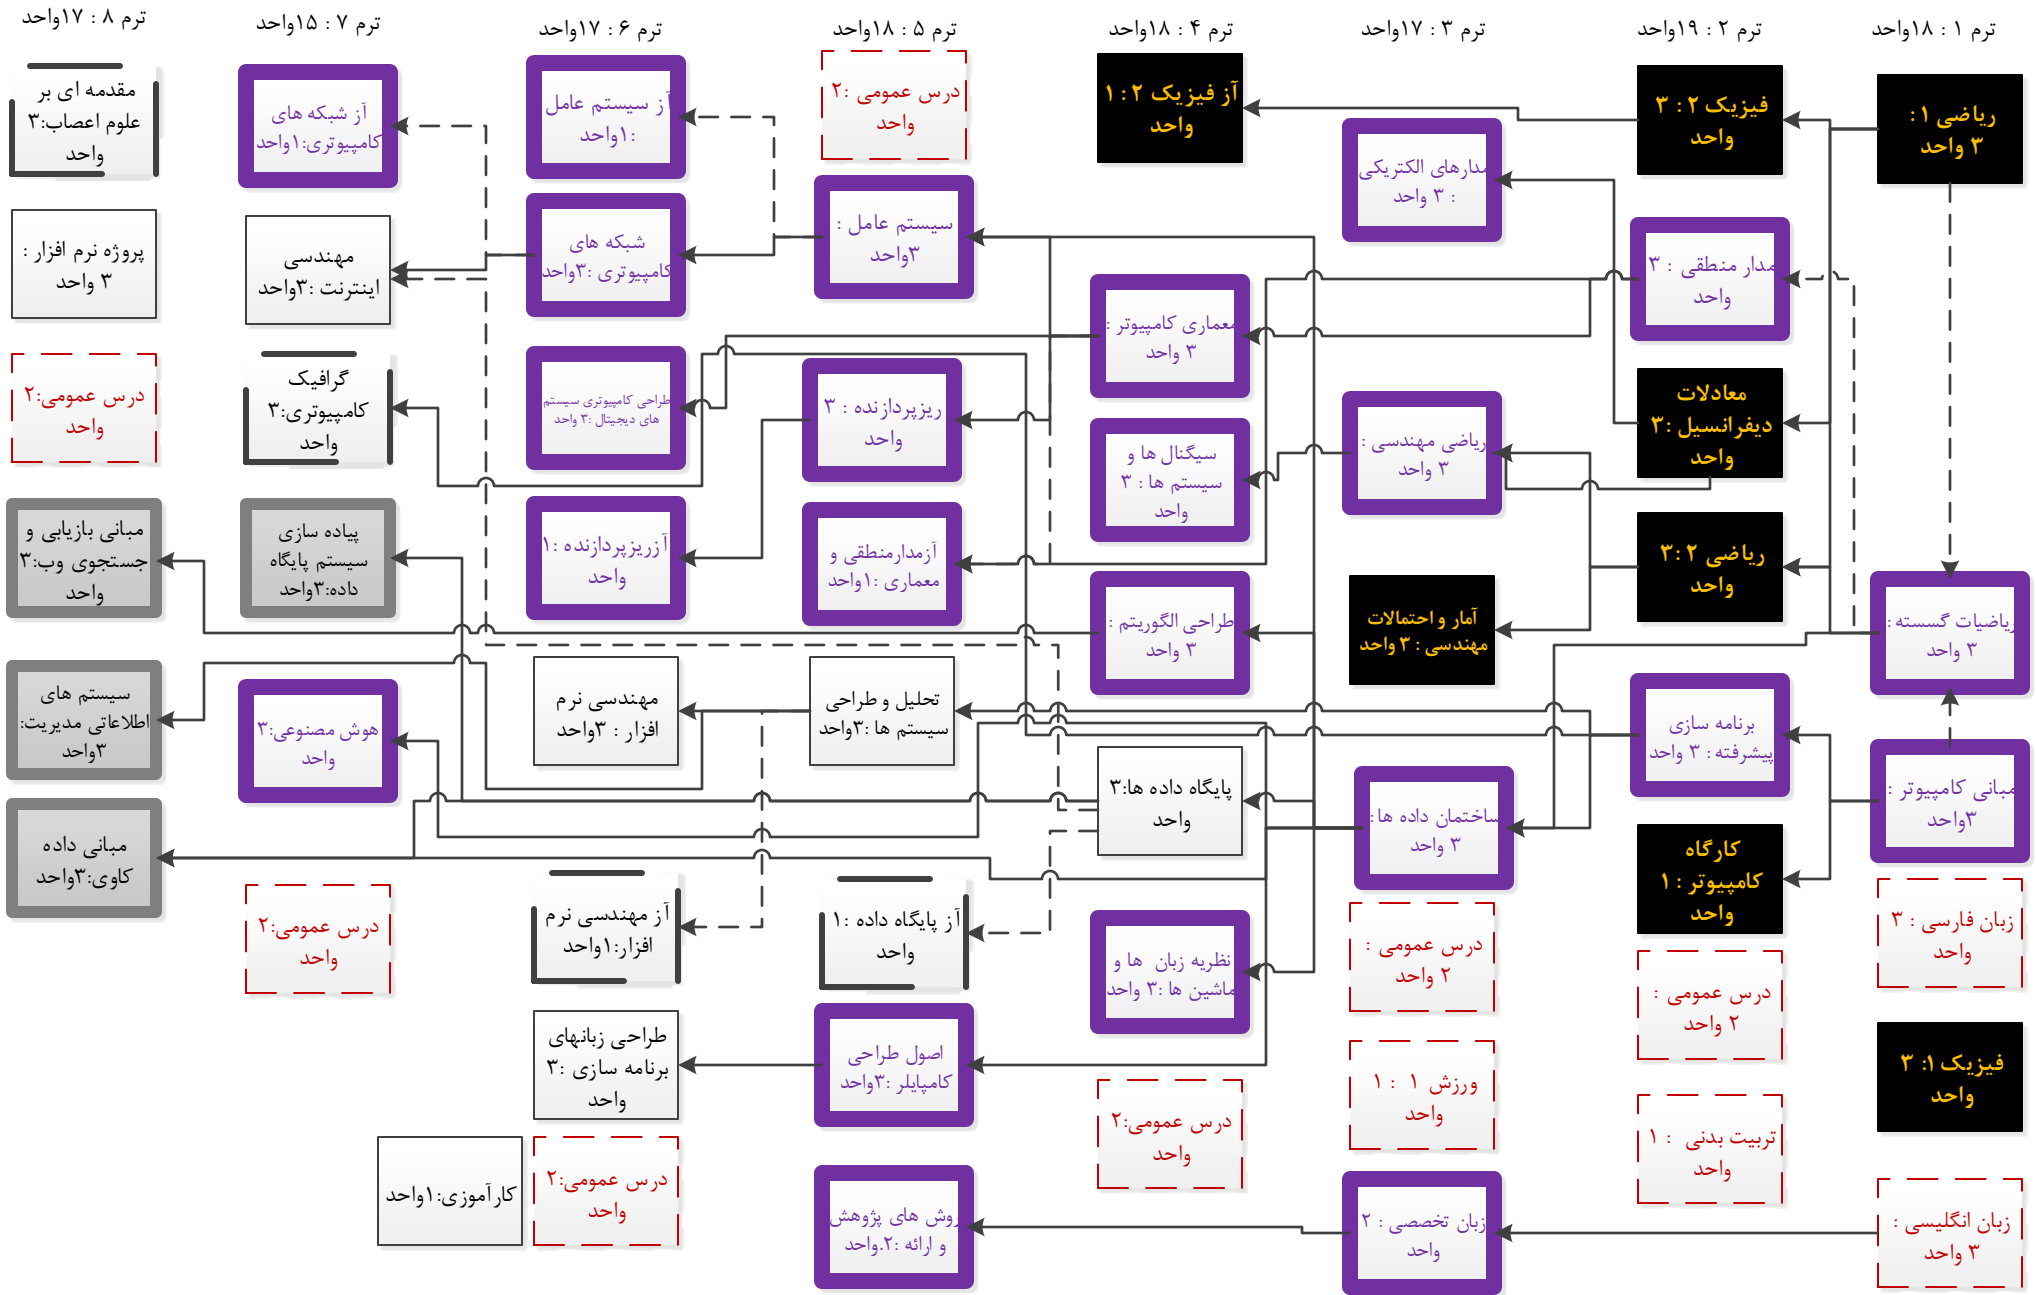 ترم ۱ : ۱۸واحد
ترم ۲ : ۱۹واحد
ترم ۳ : ۱۷واحد
ترم ۴ : ۱۸واحد
ترم ۵ : ۱۸واحد
ترم ۶ : ۱۷واحد
ترم ۷ : ۱۵واحد
ترم ۸ : ۱۷واحد
ریاضی ۱ :
۳ واحد
ریاضیات گسسته :
۳ واحد
مبانی کامپیوتر :
۳واحد
زبان فارسی : ۳
واحد
فیزیک ۱: ۳
واحد
زبان انگلیسی :
۳ واحد
فیزیک ۲ : ۳
واحد
مدار منطقی : ۳
واحد
معادلات
دیفرانسیل :۳
واحد
ریاضی ۲ :۳
واحد
برنامه سازی
پیشرفته : ۳ واحد
کارگاه
کامپیوتر : ۱
واحد
درس عمومی :
۲ واحد
تربیت بدنی : ۱
واحد
مدارهای الکتریکی
: ۳ واحد
ریاضی مهندسی :
۳ واحد
آمار و احتمالات
مهندسی : ۳ واحد
ساختمان داده ها :
۳ واحد
درس عمومی :
۲ واحد
ورزش ۱ : ۱
واحد
زبان تخصصی : ۲
واحد
آز فیزیک ۲ : ۱
واحد
معماری کامپیوتر :
۳ واحد
سیگنال ها و
سیستم ها : ۳
واحد
طراحی الگوریتم :
۳ واحد
پایگاه داده ها:۳
واحد
نظریه زبان ها و
ماشین ها :۳ واحد
درس عمومی:۲
واحد
درس عمومی :۲
واحد
سیستم عامل :
۳واحد
ریزپردازنده : ۳
واحد
آزمدارمنطقی و
معماری :۱واحد
تحلیل و طراحی
سیستم ها :۳واحد
آز پایگاه داده :۱
واحد
اصول طراحی
کامپایلر :۳واحد
روش های پژوهش
و ارائه :۲.واحد
آز سیستم عامل
:۱واحد
شبکه های
کامپیوتری :۳واحد
طراحی کامپیوتری سیستم
های دیجیتال :۳ واحد
آزریزپردازنده :۱
واحد
مهندسی نرم
افزار : ۳واحد
آز مهندسی نرم
افزار:۱واحد
طراحی زبانهای
برنامه سازی :۳
واحد
درس عمومی:۲
واحد
کارآموزی:۱واحد
آز شبکه های
کامپیوتری:۱واحد
مهندسی
اینترنت :۳واحد
گرافیک
کامپیوتری:۳
واحد
پیاده سازی
سیستم پایگاه
داده:۳واحد
هوش مصنوعی:۳
واحد
درس عمومی:۲
واحد
مقدمه ای بر
علوم اعصاب:۳
واحد
پروژه نرم افزار :
۳ واحد
درس عمومی:۲
واحد
مبانی بازیابی و
جستجوی وب:۳
واحد
سیستم های
اطلاعاتی مدیریت:
۳واحد
مبانی داده
کاوی:۳واحد